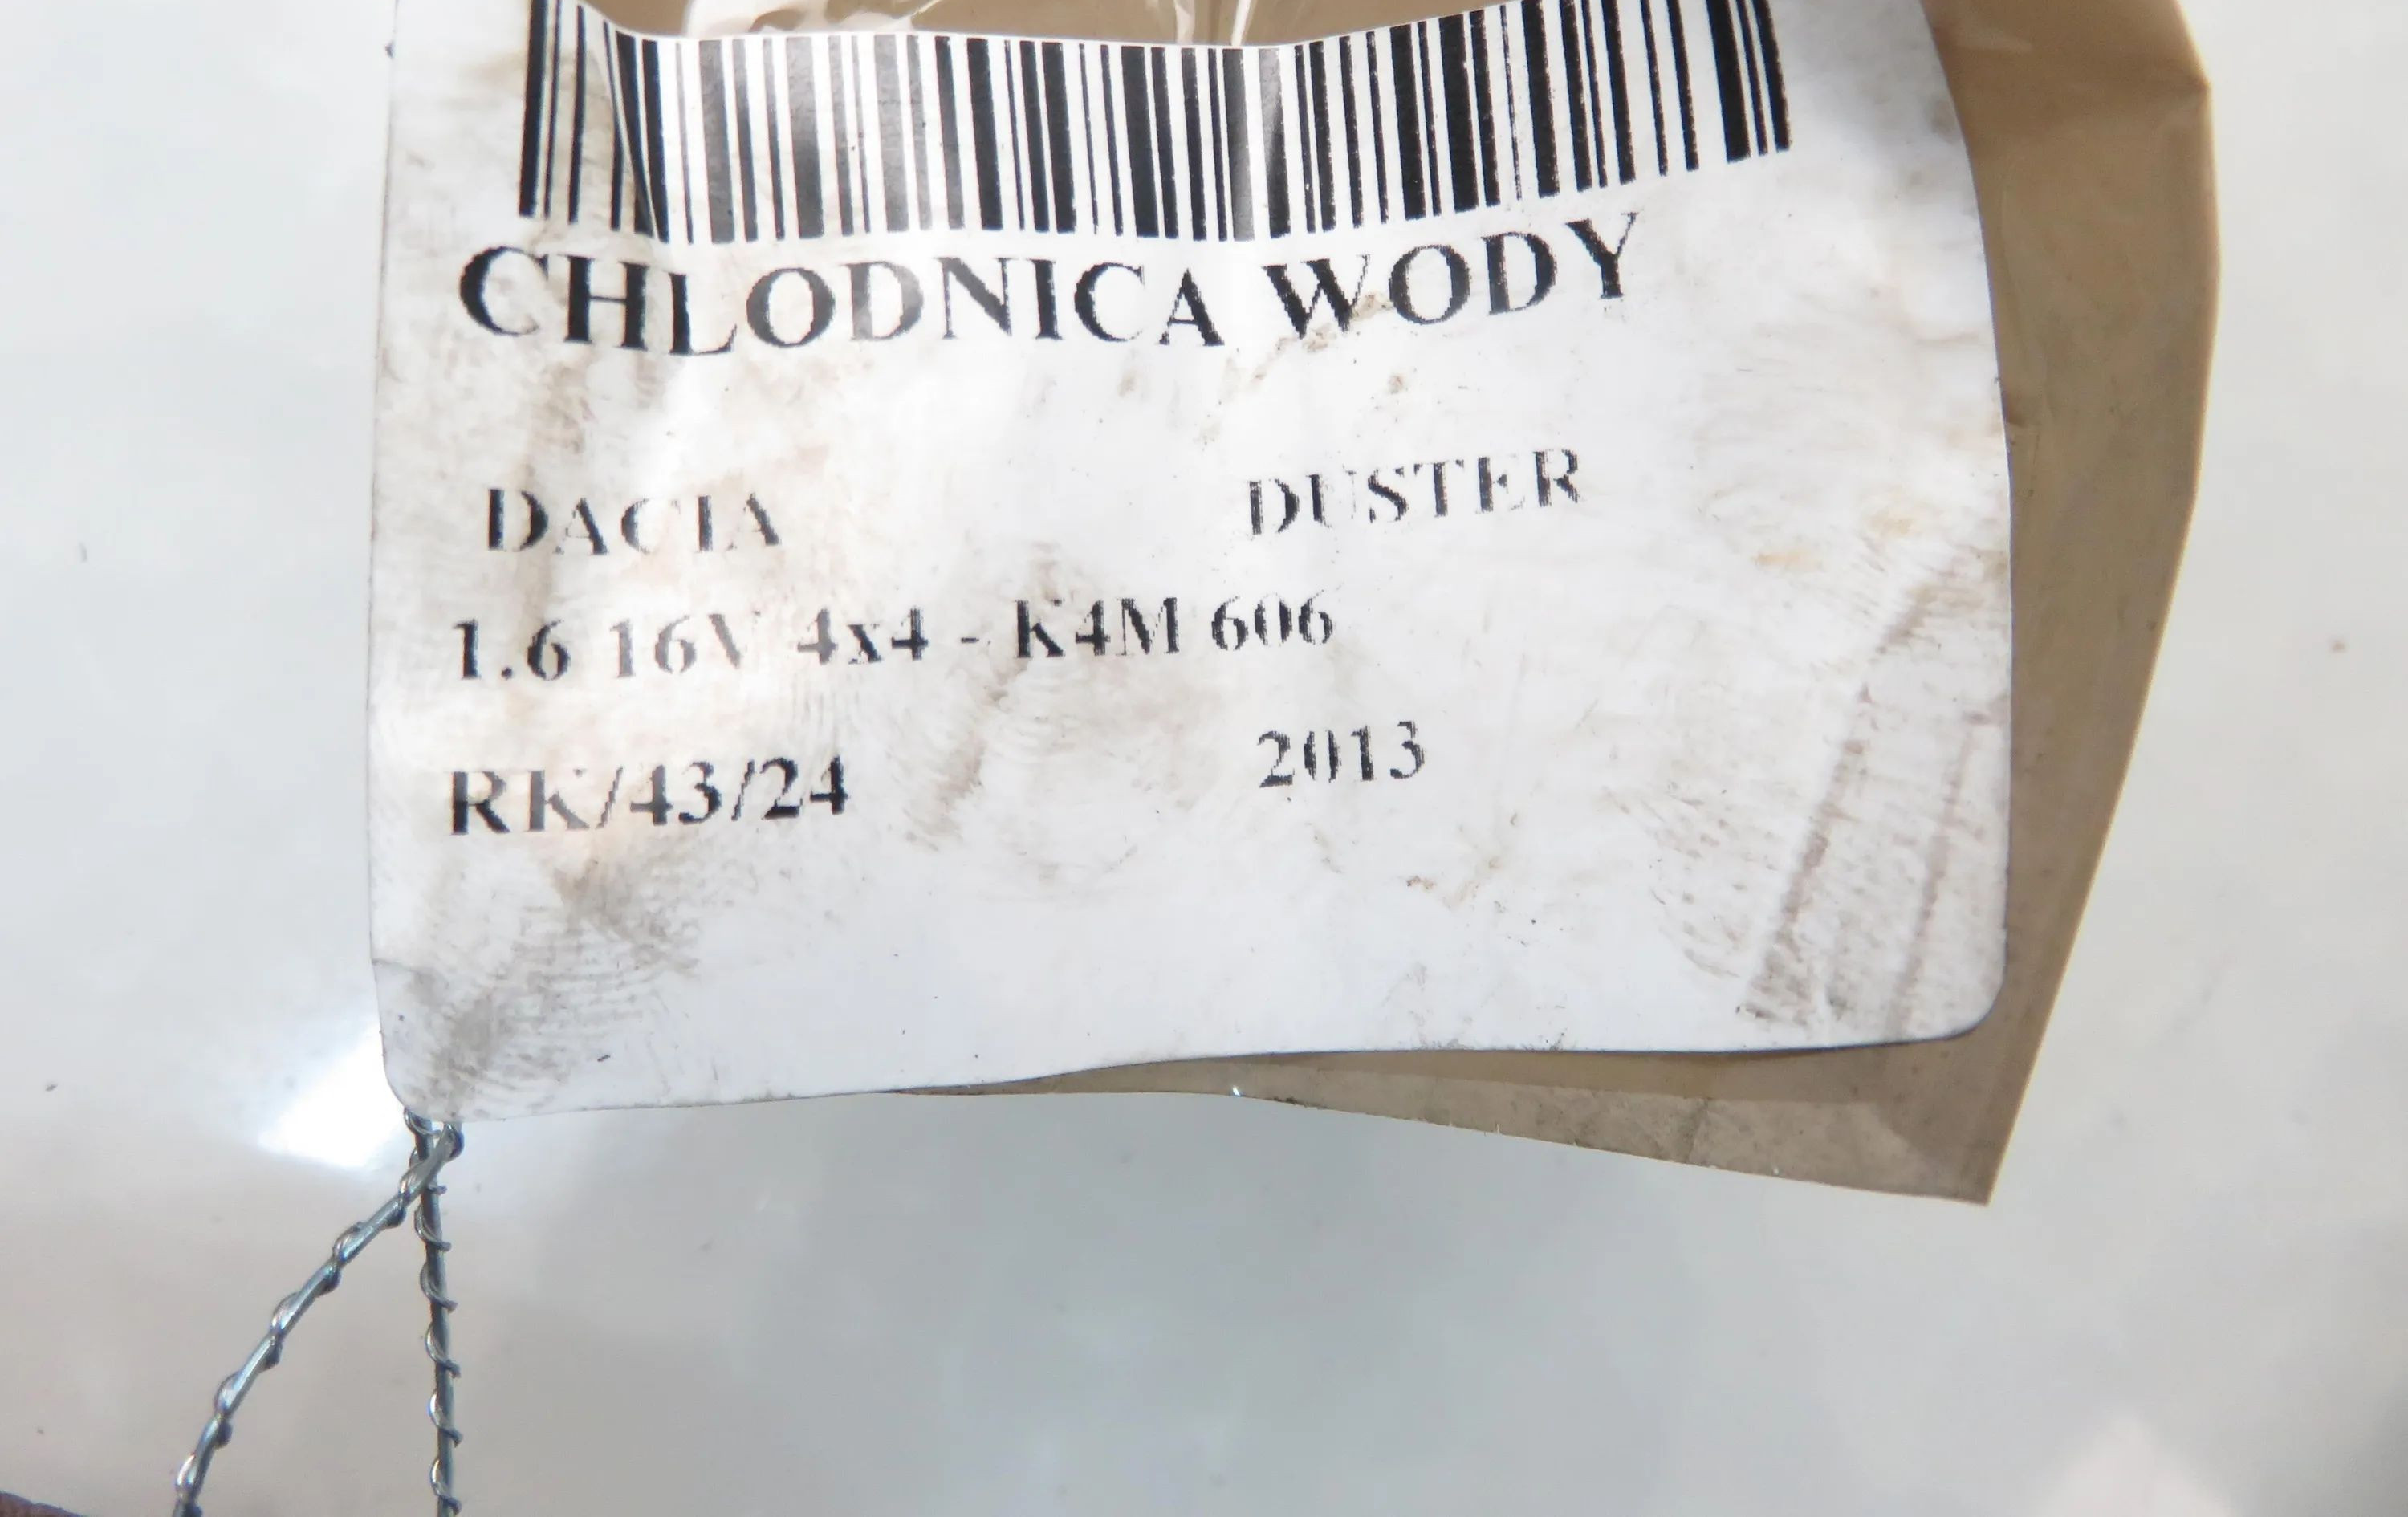 CHLODNICA WODY
DACIA DUSTER
1.6 16V 4x4 - K4M 606
RK/43/24 2013